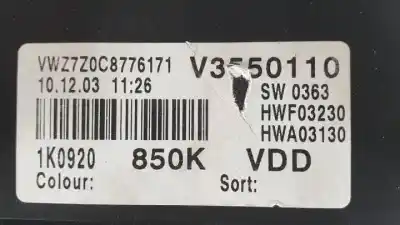 VWZ7Z0C8776171 V3550110
10.12.03 11:26 SW 0363
HWF03230
HWA03130
1K0920 850K VDD
Colour: Sort: